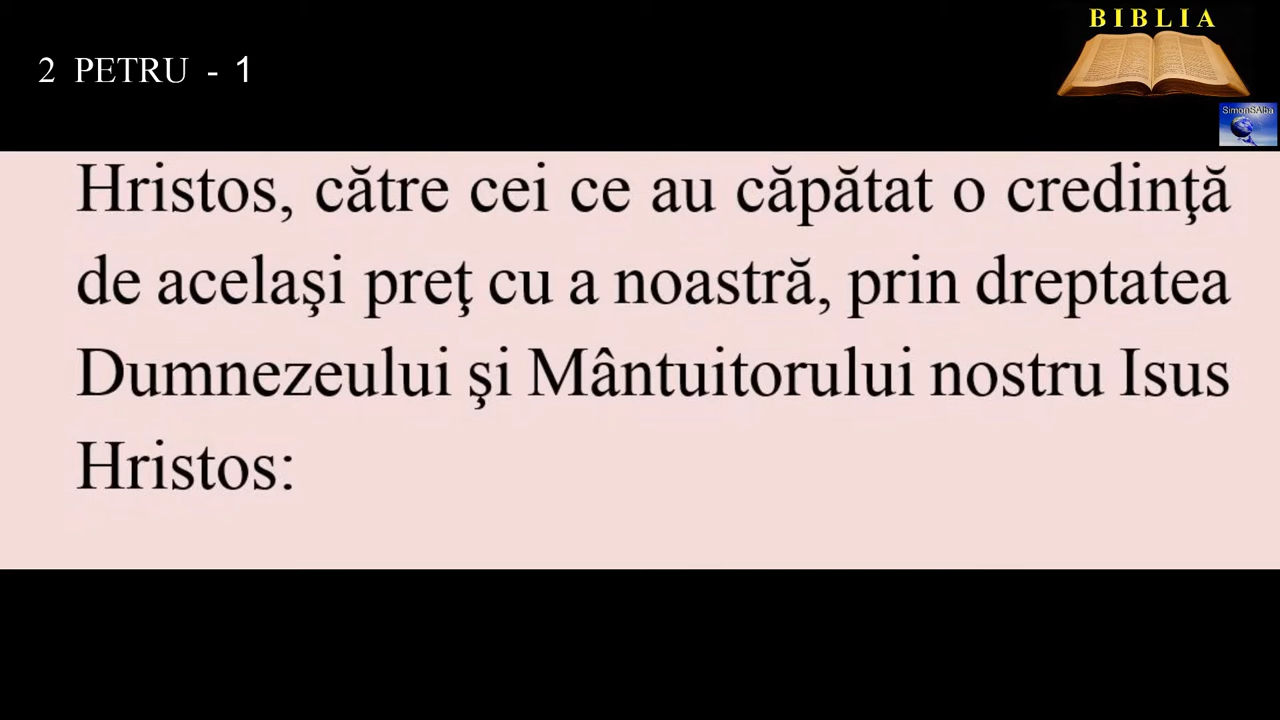 BIBLIA
2 PETRU - 1
SimonSAlba
Hristos, către cei ce au căpătat o credinţă
de acelaşi preţ cu a noastră, prin dreptatea
Dumnezeului şi Mântuitorului nostru Isus
Hristos: